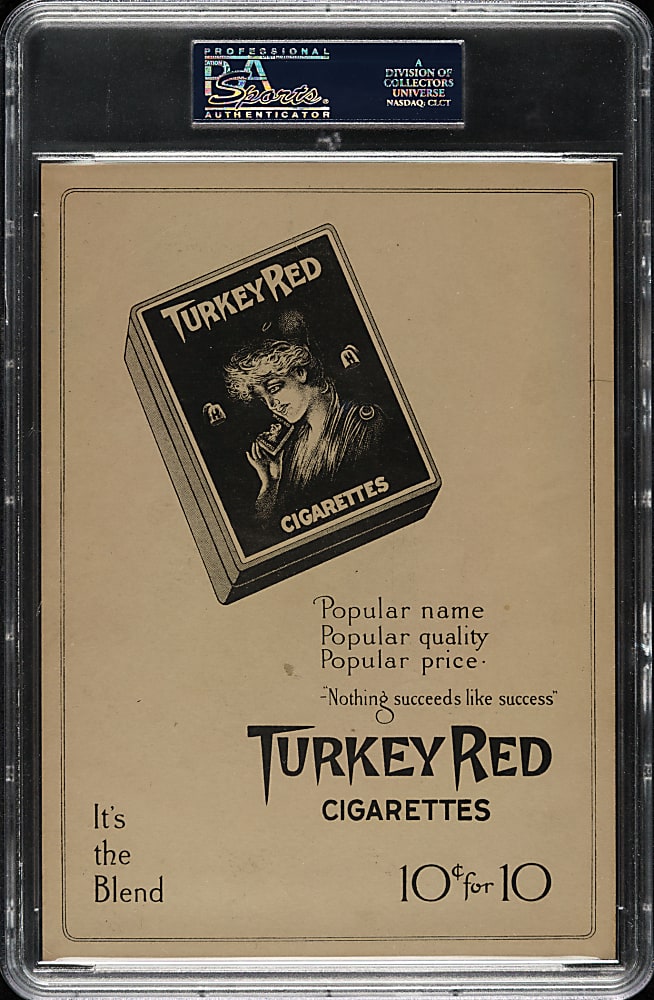 PROFESSIONAL
PSA
Sports
AUTHENTICATOR
A
DIVISION OF
COLLECTORS
UNIVERSE
NASDAQ: CLCT
TURKEY RED
CIGARETTES
Popular name
Popular quality
Popular price.
-"Nothing succeeds like success"
TURKEY RED
CIGARETTES
It's
the
Blend
10¢ for 10